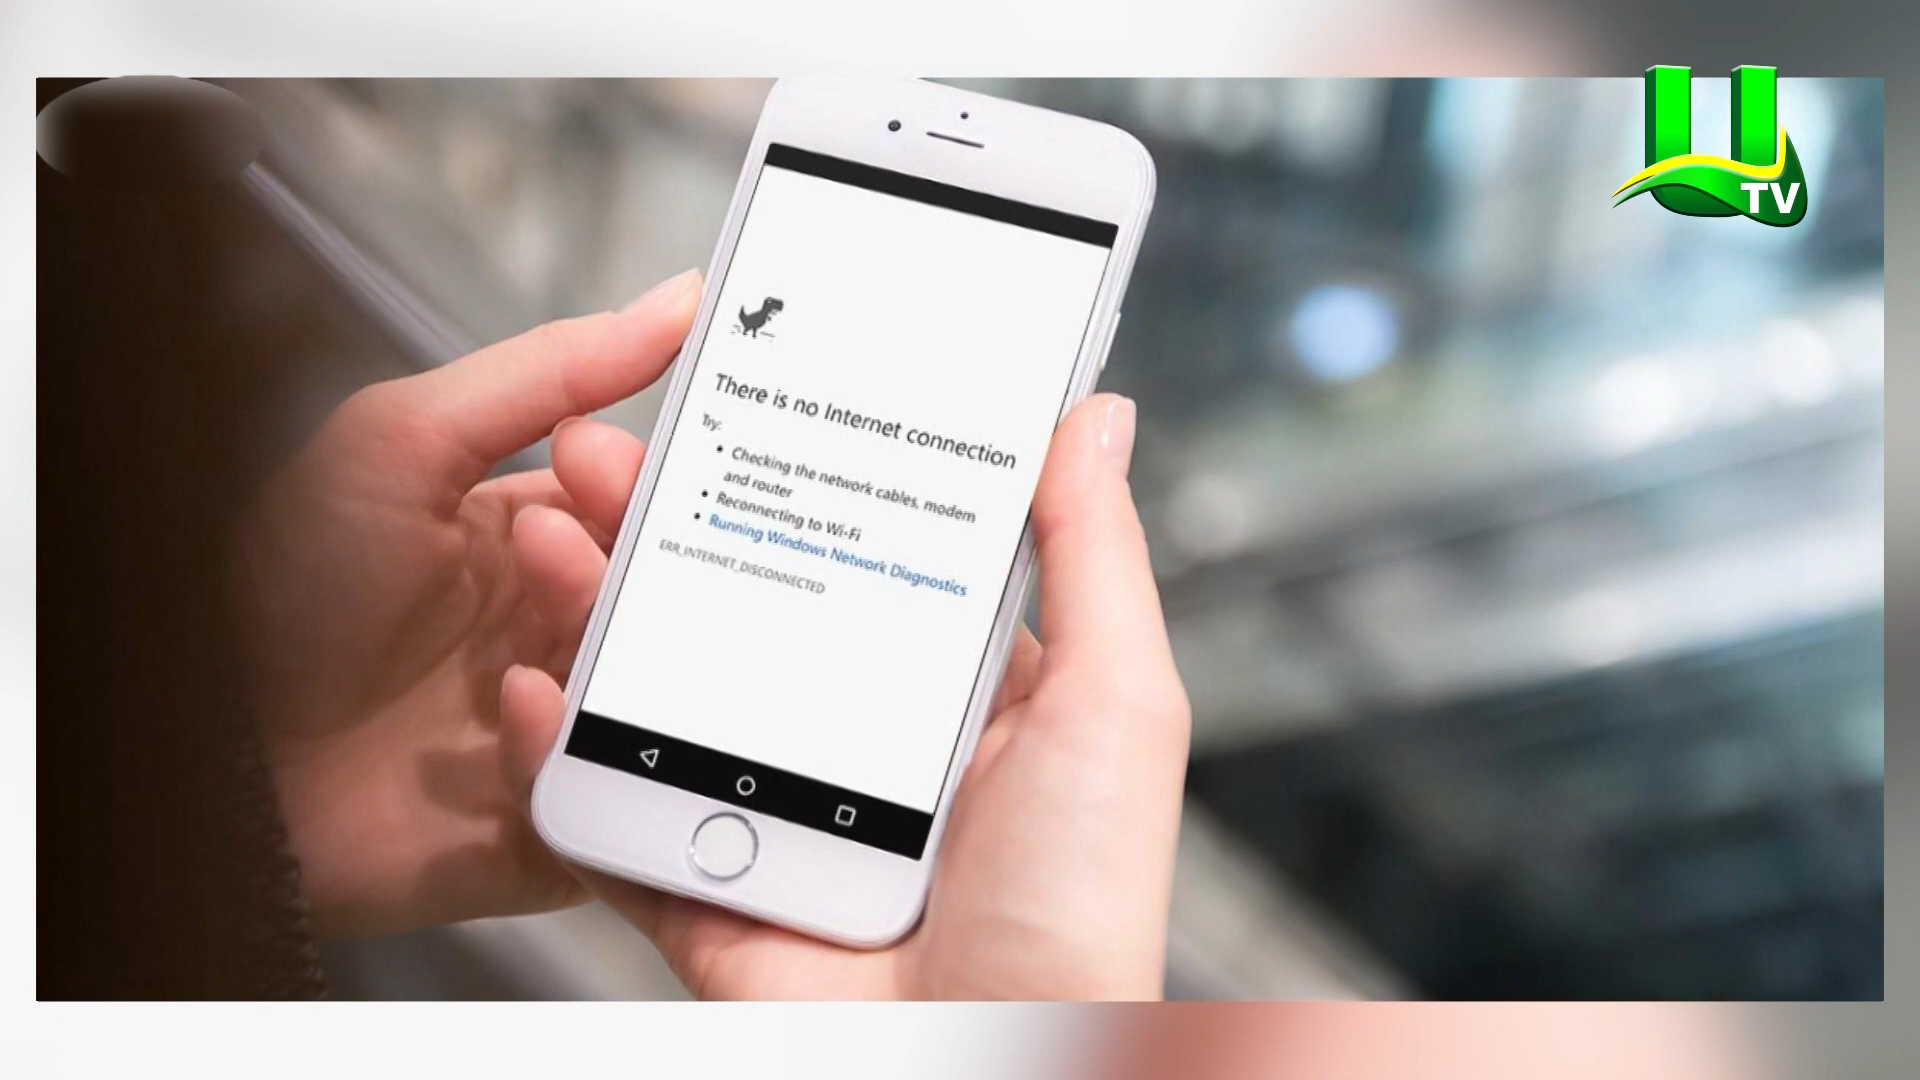 U
TV
There is no Internet connection
Try:
• Checking the network cables, modem
and router
• Reconnecting to Wi-Fi
• Running Windows Network Diagnostics
ERR_INTERNET_DISCONNECTED